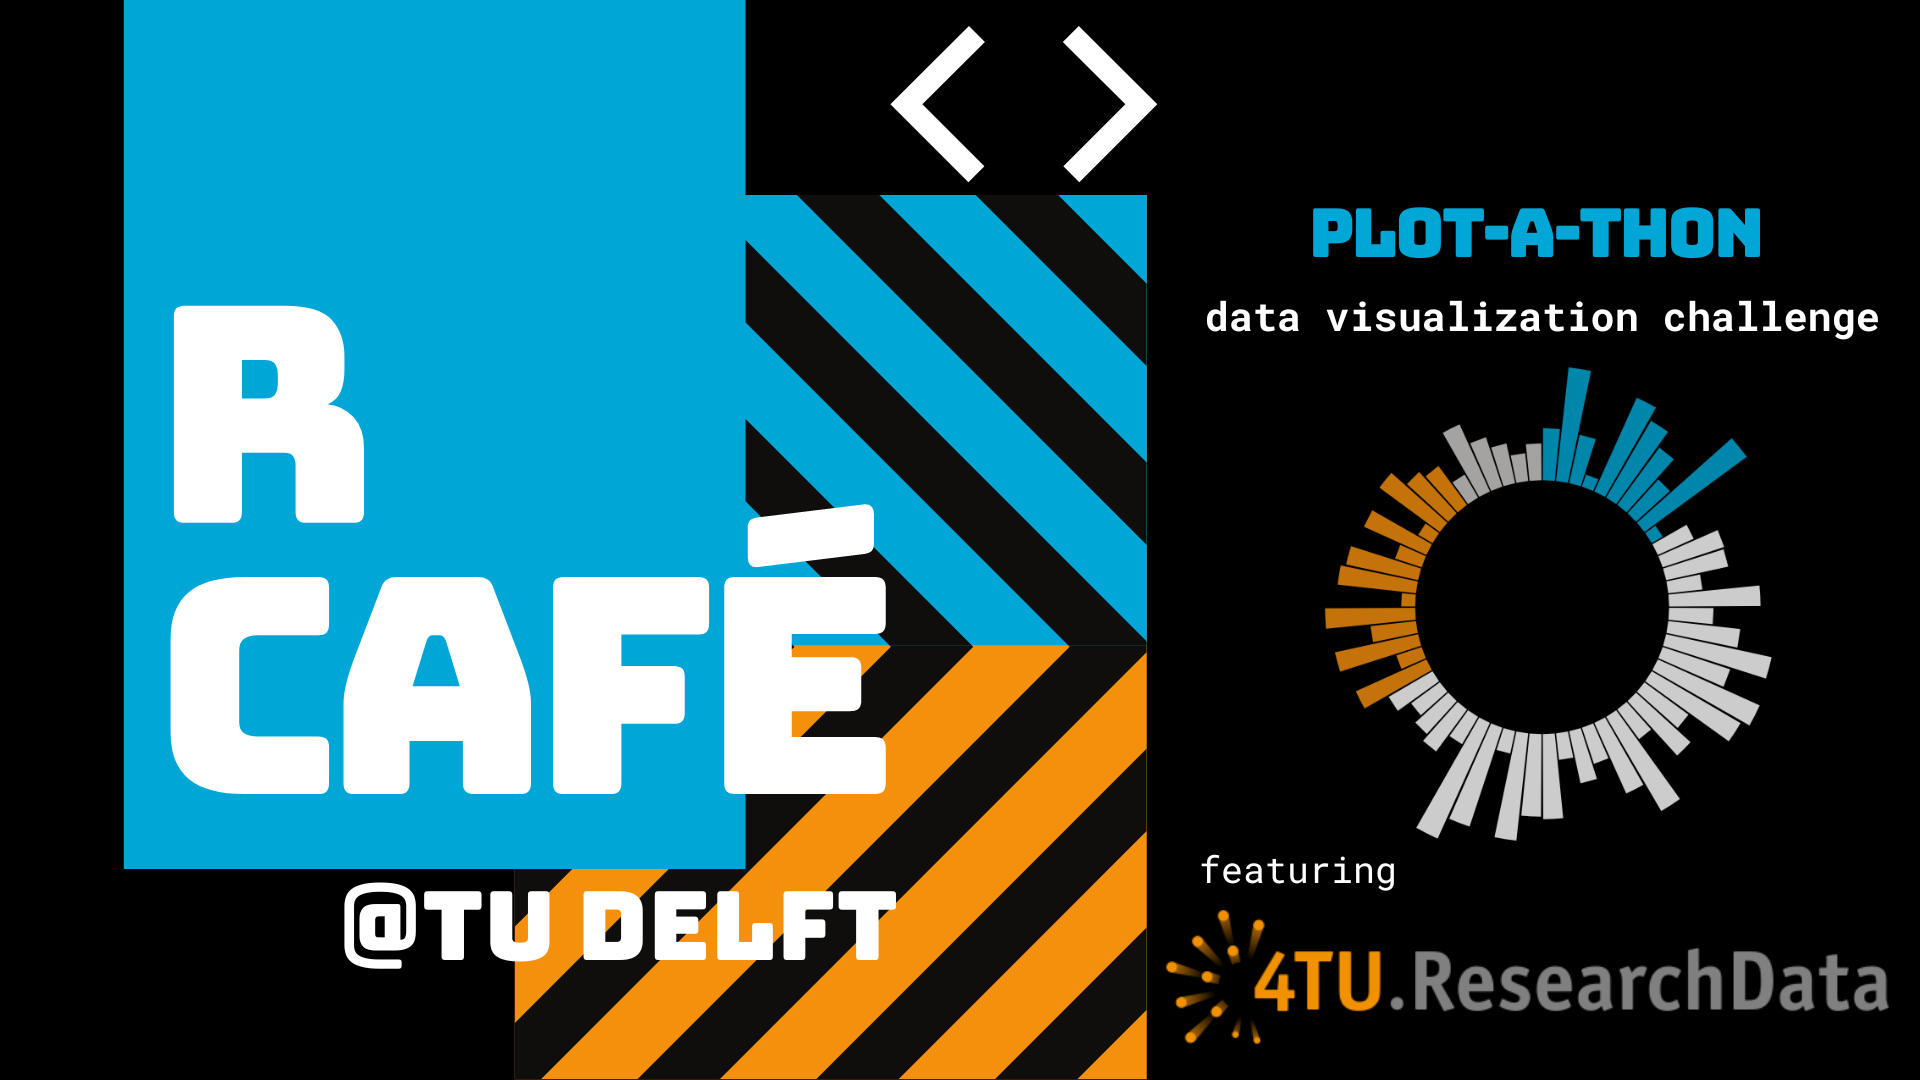 R
CAFÉ
@TU DELFT
< >
PLOT-A-THON
data visualization challenge
featuring
4TU.ResearchData